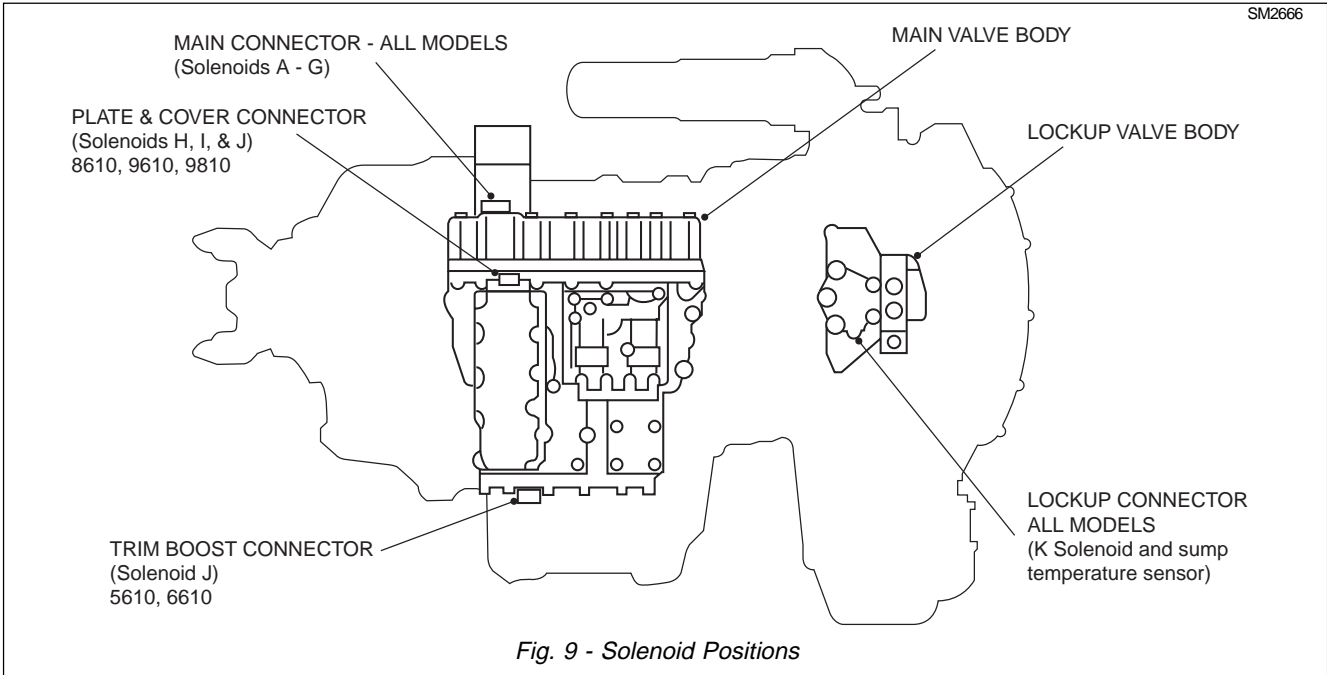 SM2666
MAIN CONNECTOR - ALL MODELS
(Solenoids A - G)
MAIN VALVE BODY
PLATE & COVER CONNECTOR
(Solenoids H, I, & J)
8610, 9610, 9810
LOCKUP VALVE BODY
TRIM BOOST CONNECTOR
(Solenoid J)
5610, 6610
LOCKUP CONNECTOR
ALL MODELS
(K Solenoid and sump
temperature sensor)
Fig. 9 - Solenoid Positions